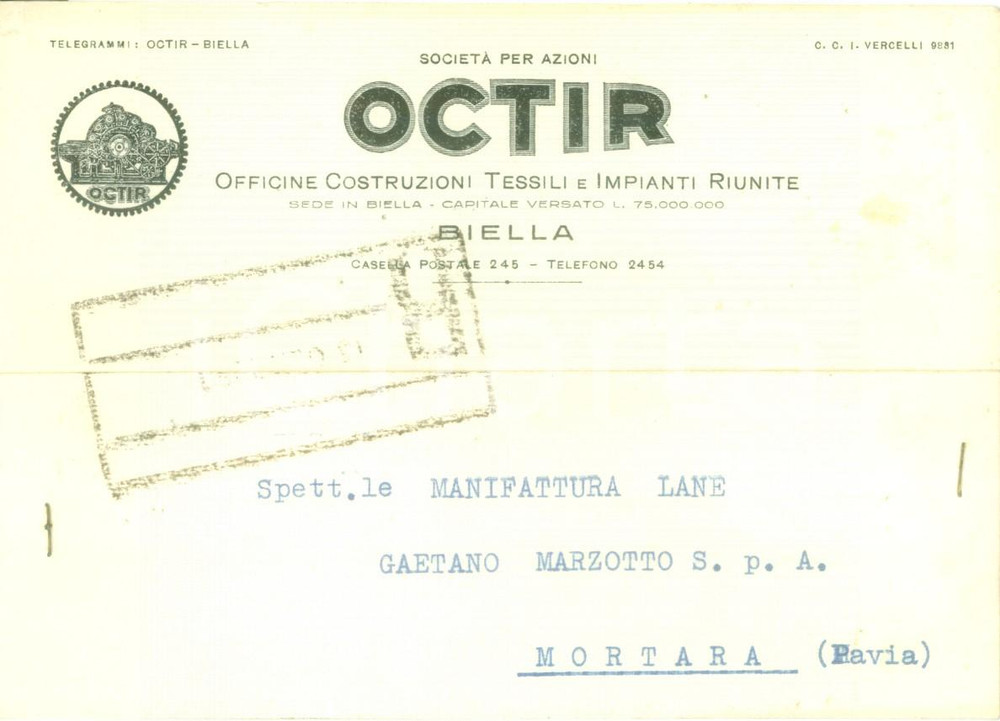 TELEGRAMMI: OCTIR – BIELLA
C. C. I. VERCELLI 9881
SOCIETÀ PER AZIONI
OCTIR
OCTIR
OFFICINE COSTRUZIONI TESSILI E IMPIANTI RIUNITE
SEDE IN BIELLA - CAPITALE VERSATO L. 75.000.000
BIELLA
CASELLA POSTALE 245 – TELEFONO 2454
Spett.le MANIFATTURA LANE
GAETANO MARZOTTO S. p. A.
MORTARA (Pavia)